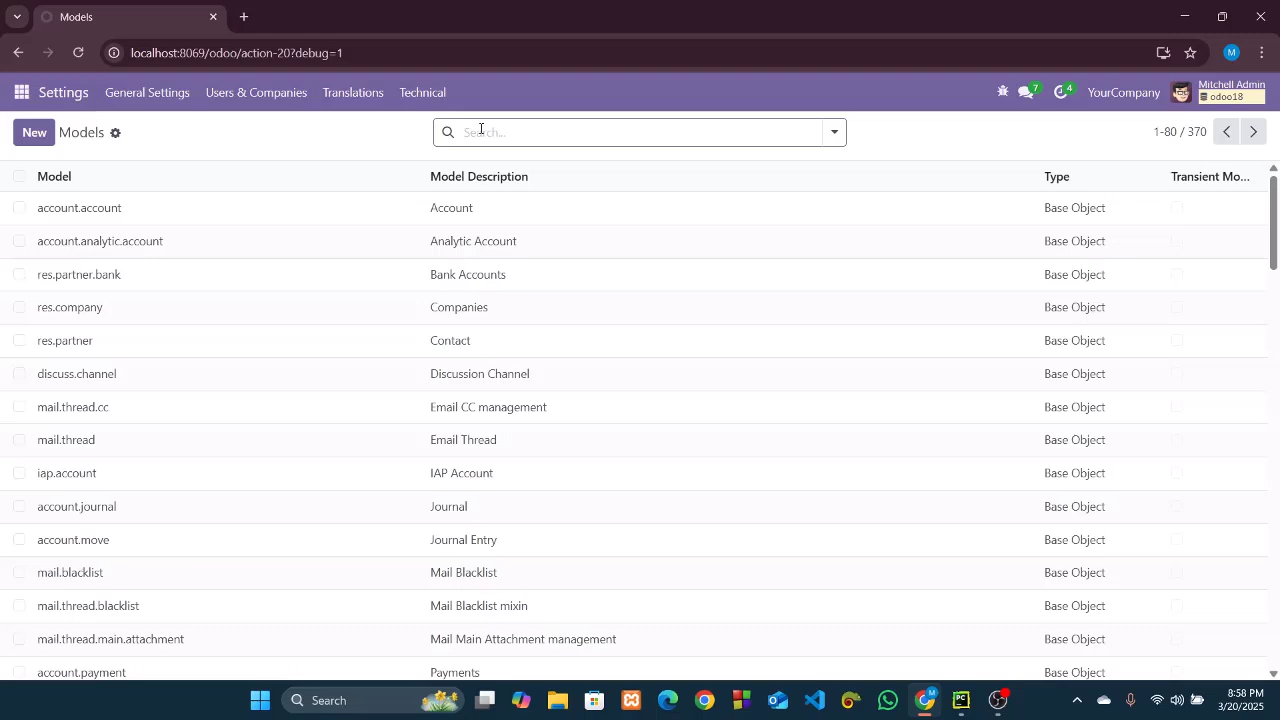 Models
localhost:8069/odoo/action-20?debug=1
M
Settings General Settings Users & Companies Translations Technical 7 4 YourCompany Mitchell Admin
odoo18
New Models Search... 1-80 / 370
Model Model Description Type Transient Mo...
account.account Account Base Object
account.analytic.account Analytic Account Base Object
res.partner.bank Bank Accounts Base Object
res.company Companies Base Object
res.partner Contact Base Object
discuss.channel Discussion Channel Base Object
mail.thread.cc Email CC management Base Object
mail.thread Email Thread Base Object
iap.account IAP Account Base Object
account.journal Journal Base Object
account.move Journal Entry Base Object
mail.blacklist Mail Blacklist Base Object
mail.thread.blacklist Mail Blacklist mixin Base Object
mail.thread.main.attachment Mail Main Attachment management Base Object
account.payment Payments Base Object
Search 8:58 PM
3/20/2025